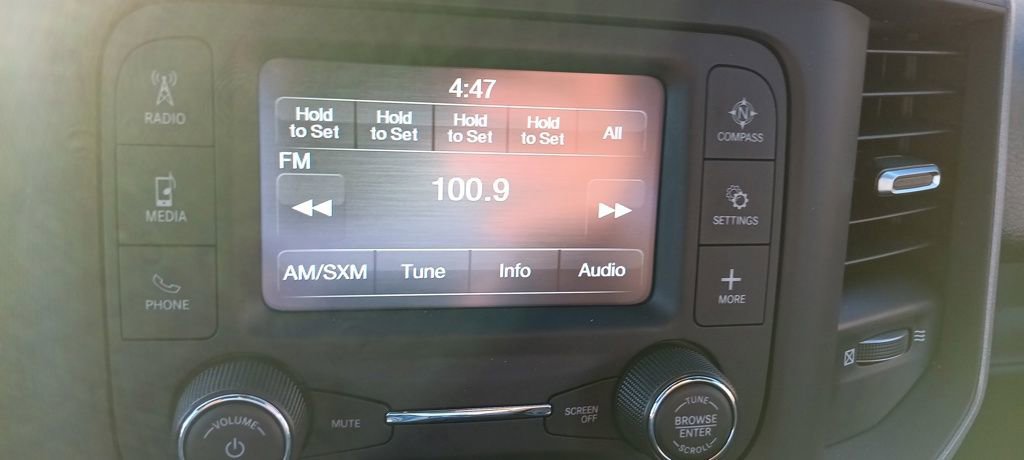 4:47
Hold to Set
Hold to Set
Hold to Set
Hold to Set
All
FM
100.9
AM/SXM
Tune
Info
Audio
RADIO
MEDIA
PHONE
N
COMPASS
SETTINGS
MORE
VOLUME
MUTE
SCREEN
OFF
TUNE
BROWSE
ENTER
SCROLL